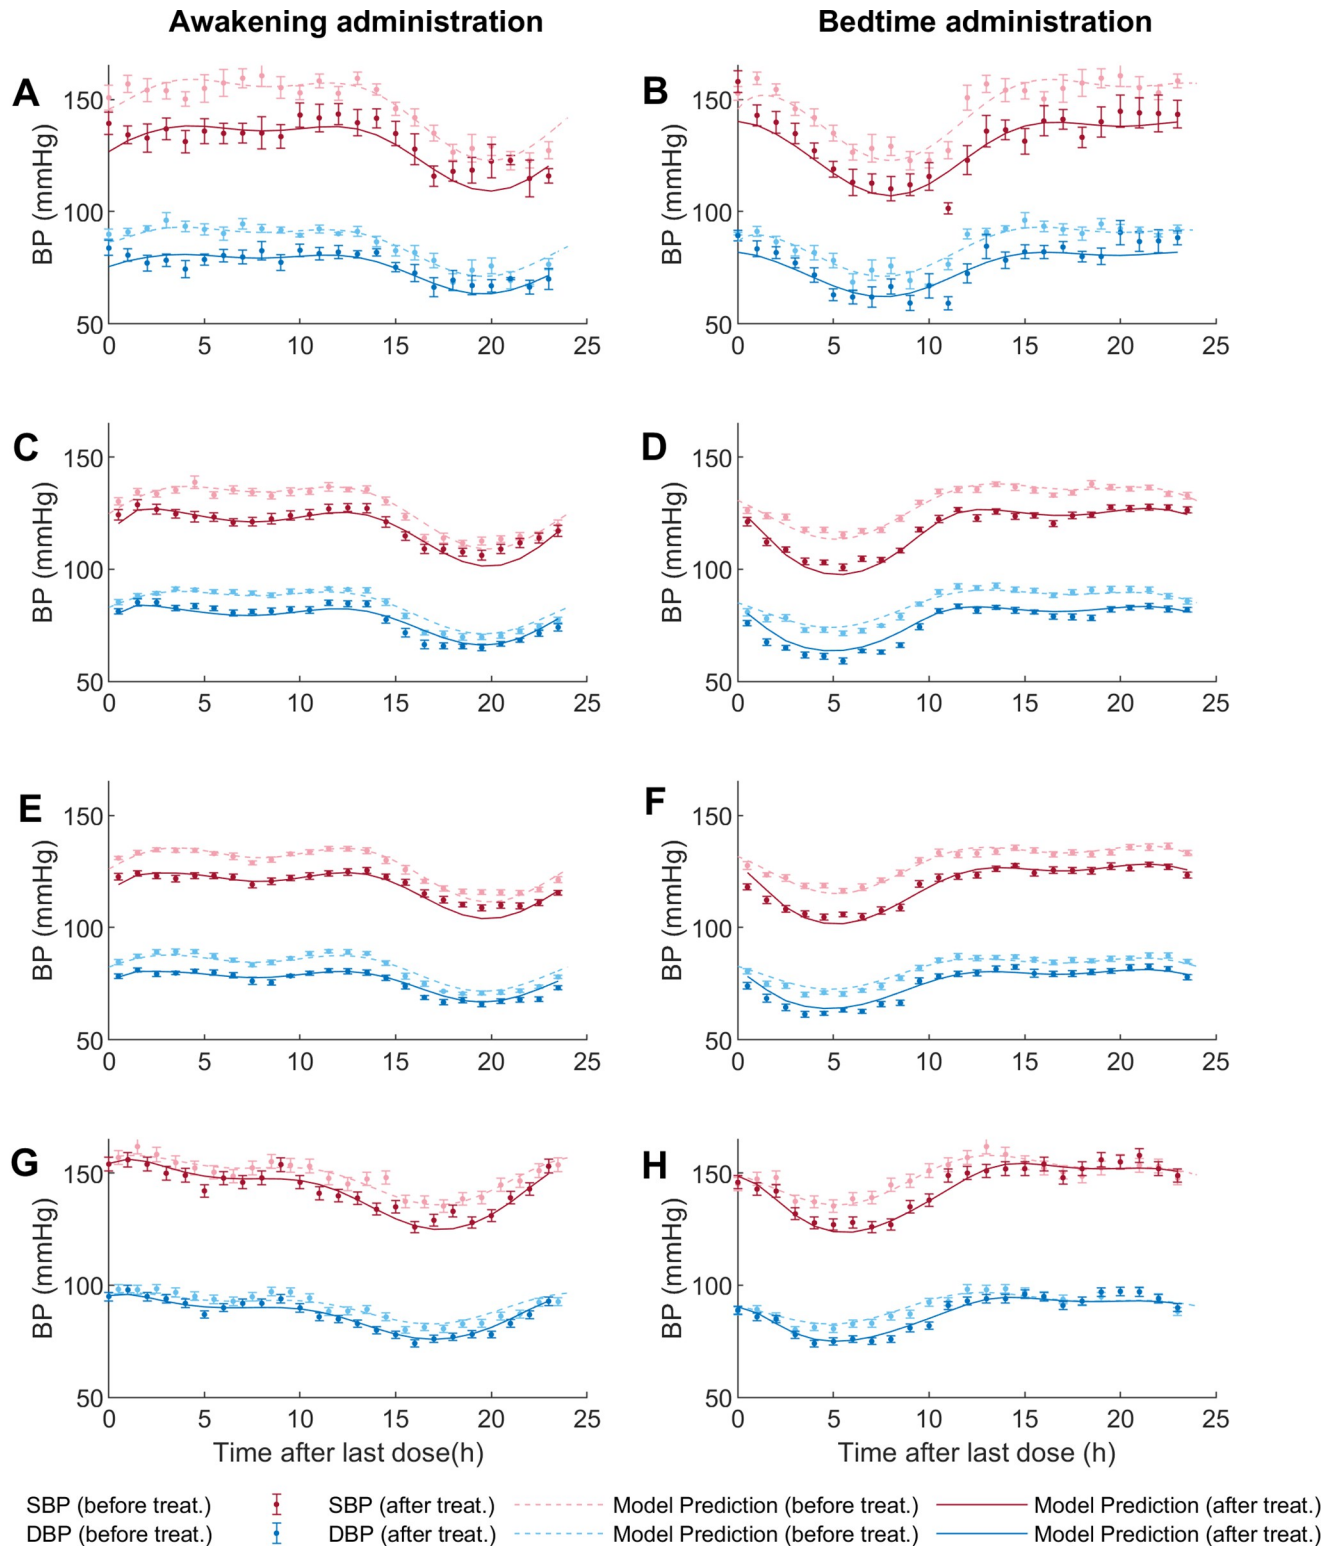 Awakening administration
Bedtime administration
A
BP (mmHg)
150
100
50
0 5 10 15 20 25
B
BP (mmHg)
150
100
50
0 5 10 15 20 25
C
BP (mmHg)
150
100
50
0 5 10 15 20 25
D
BP (mmHg)
150
100
50
0 5 10 15 20 25
E
BP (mmHg)
150
100
50
0 5 10 15 20 25
F
BP (mmHg)
150
100
50
0 5 10 15 20 25
G
BP (mmHg)
150
100
50
0 5 10 15 20 25
Time after last dose(h)
H
BP (mmHg)
150
100
50
0 5 10 15 20 25
Time after last dose (h)
SBP (before treat.) SBP (after treat.) Model Prediction (before treat.) Model Prediction (after treat.)
DBP (before treat.) DBP (after treat.) Model Prediction (before treat.) Model Prediction (after treat.)